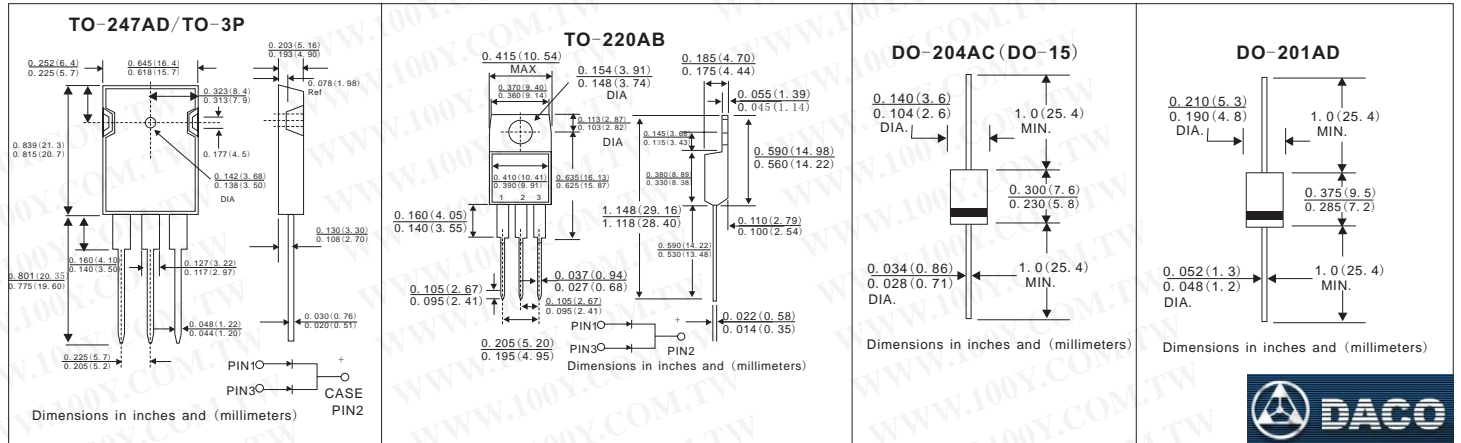 TO-247AD/TO-3P
0.252(6.4)
0.225(5.7)
0.645(16.4)
0.618(15.7)
0.203(5.16)
0.193(4.90)
0.078(1.98)
Ref
0.323(8.4)
0.313(7.9)
0.839(21.3)
0.815(20.7)
0.177(4.5)
0.142(3.68)
0.138(3.50)
DIA
0.130(3.30)
0.108(2.70)
0.160(4.10)
0.140(3.50)
0.127(3.22)
0.117(2.97)
0.801(20.35)
0.775(19.60)
0.048(1.22)
0.044(1.20)
0.030(0.76)
0.020(0.51)
0.225(5.7)
0.205(5.2)
PIN1
+
PIN3
CASE
PIN2
Dimensions in inches and (millimeters)
TO-220AB
0.415(10.54)
MAX
0.370(9.40)
0.360(9.14)
0.154(3.91)
0.148(3.74)
DIA
0.185(4.70)
0.175(4.44)
0.055(1.39)
0.045(1.14)
0.113(2.87)
0.103(2.82)
DIA
0.145(3.68)
0.135(3.43)
0.590(14.98)
0.560(14.22)
0.410(10.41)
0.390(9.91)
1 2 3
0.635(16.13)
0.625(15.87)
0.380(8.89)
0.330(8.38)
0.160(4.05)
0.140(3.55)
1.148(29.16)
1.118(28.40)
0.110(2.79)
0.100(2.54)
0.590(14.22)
0.530(13.48)
0.037(0.94)
0.027(0.68)
0.105(2.67)
0.095(2.41)
0.105(2.67)
0.095(2.41)
0.205(5.20)
0.195(4.95)
0.022(0.58)
0.014(0.35)
PIN1
+
PIN3
PIN2
Dimensions in inches and (millimeters)
DO-204AC(DO-15)
0.140(3.6)
0.104(2.6)
DIA.
1.0(25.4)
MIN.
0.300(7.6)
0.230(5.8)
0.034(0.86)
0.028(0.71)
DIA.
1.0(25.4)
MIN.
Dimensions in inches and (millimeters)
DO-201AD
0.210(5.3)
0.190(4.8)
DIA.
1.0(25.4)
MIN.
0.375(9.5)
0.285(7.2)
0.052(1.3)
0.048(1.2)
DIA.
1.0(25.4)
MIN.
Dimensions in inches and (millimeters)
DACO
WWW.100Y.COM.TW